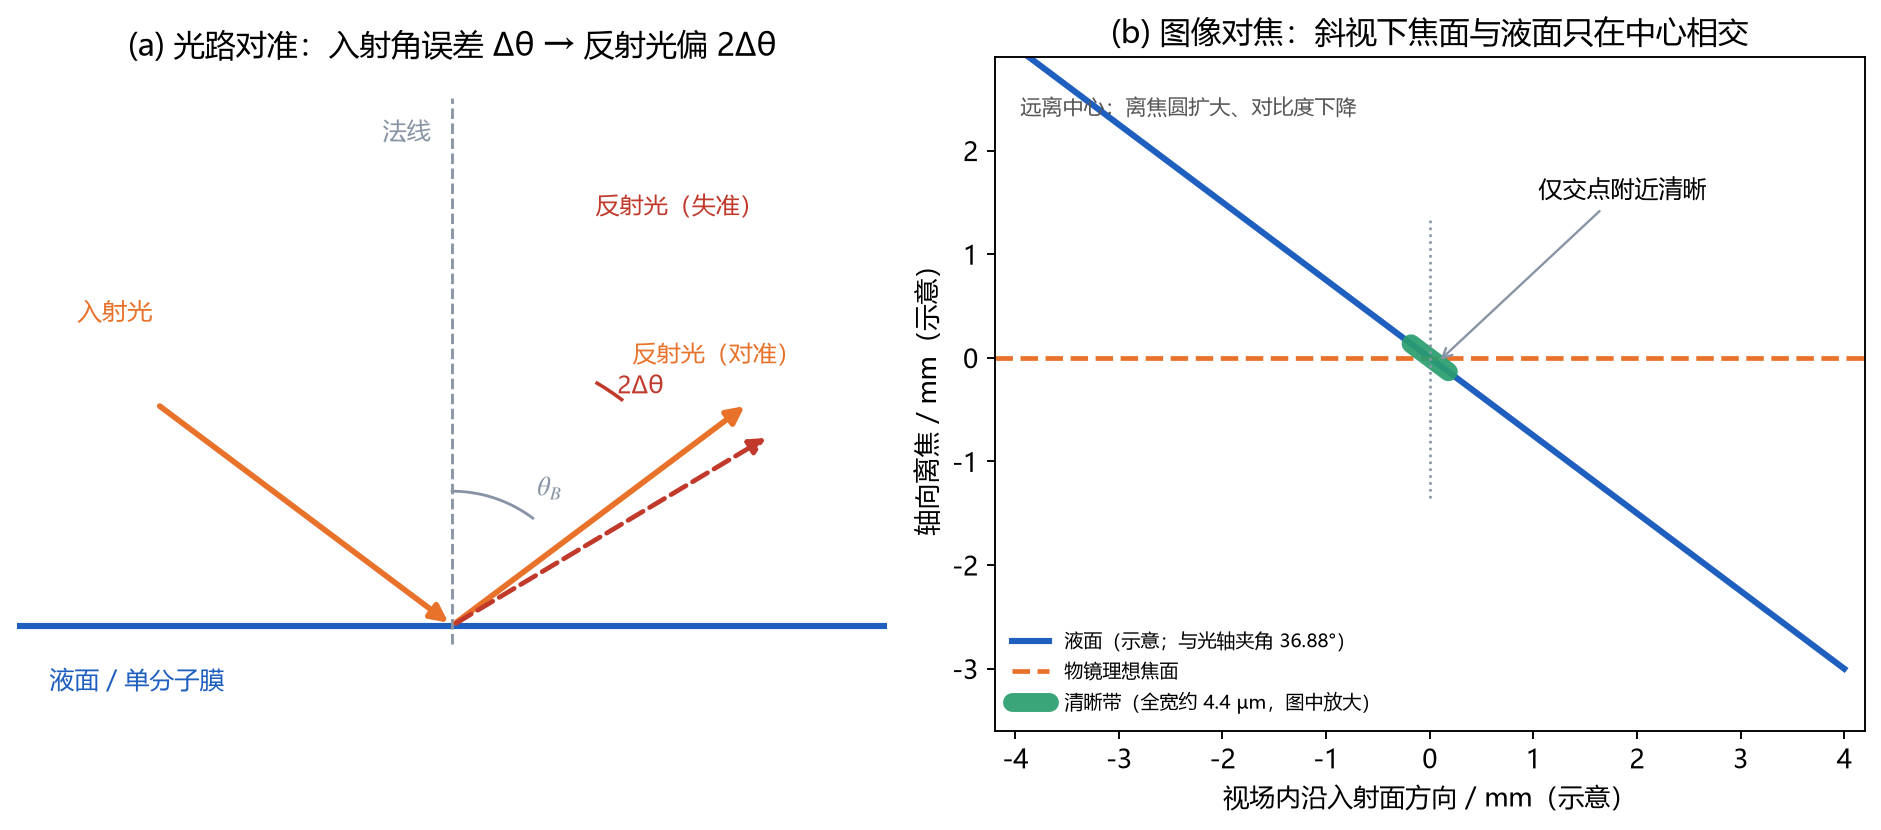 (a) 光路对准：入射角误差 Δθ → 反射光偏 2Δθ
法线
反射光（失准）
入射光
反射光（对准）
2Δθ
θB
液面 / 单分子膜
(b) 图像对焦：斜视下焦面与液面只在中心相交
远离中心：离焦圆扩大、对比度下降
仅交点附近清晰
轴向离焦 / mm（示意）
2
1
0
-1
-2
-3
液面（示意；与光轴夹角 36.88°）
物镜理想焦面
清晰带（全宽约 4.4 μm，图中放大）
-4 -3 -2 -1 0 1 2 3 4
视场内沿入射面方向 / mm（示意）